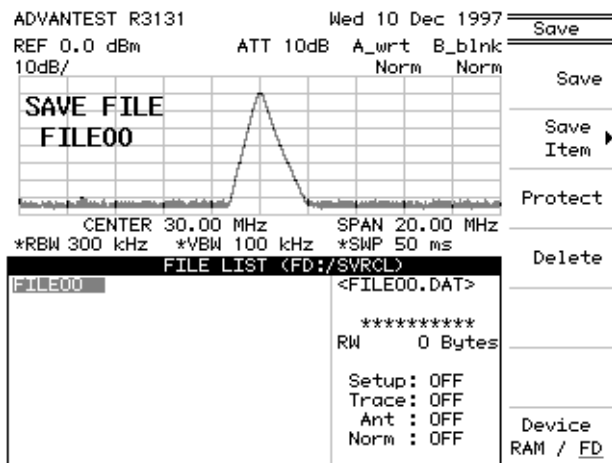 ADVANTEST R3131 Wed 10 Dec 1997
REF 0.0 dBm ATT 10dB A_wrt B_blnk
10dB/ Norm Norm
SAVE FILE
FILE00
CENTER 30.00 MHz SPAN 20.00 MHz
*RBW 300 kHz *VBW 100 kHz *SWP 50 ms
FILE LIST (FD:/SVRCL)
FILE00
<FILE00.DAT>
**********
RW 0 Bytes
Setup: OFF
Trace: OFF
Ant : OFF
Norm : OFF
Save
Save
Save
Item
Protect
Delete
Device
RAM / FD